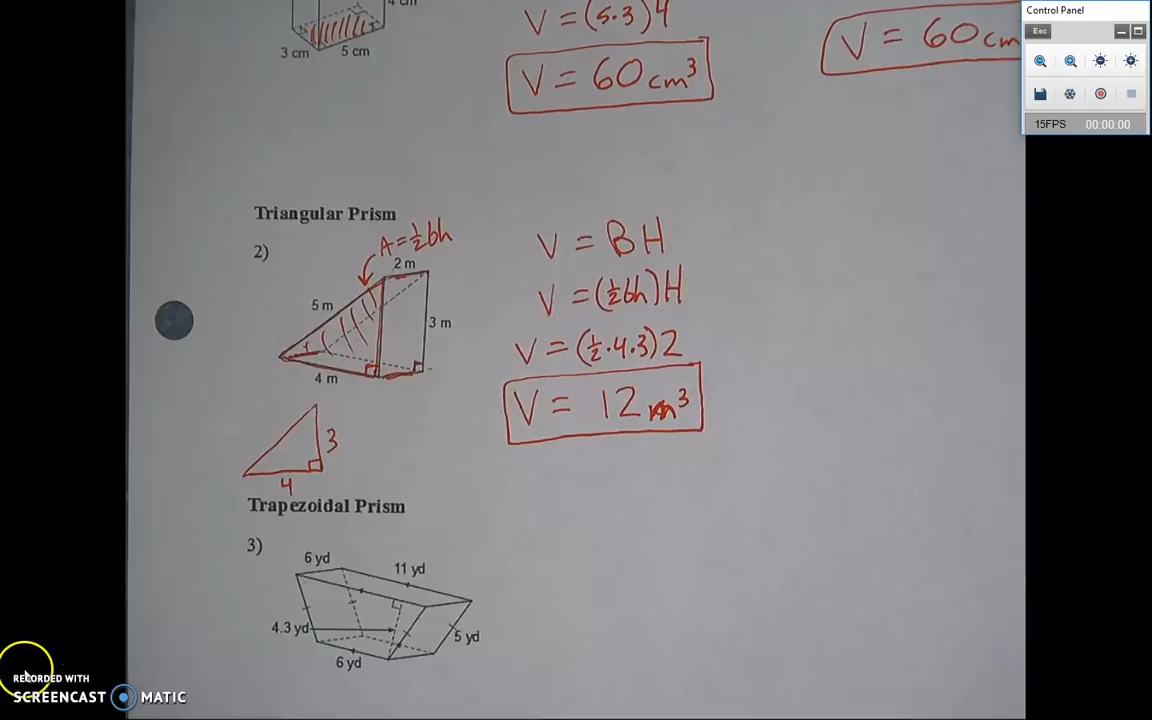 4 cm
3 cm
5 cm
V = (5·3)4
V = 60cm³
V = 60cm
Control Panel
Esc
15FPS
00:00:00
Triangular Prism
2)
A=½bh
2 m
5 m
3 m
4 m
3
4
V = BH
V = (½bh)H
V = (½·4·3)2
V = 12 m³
Trapezoidal Prism
3)
6 yd
11 yd
4.3 yd
5 yd
6 yd
RECORDED WITH
SCREENCAST MATIC